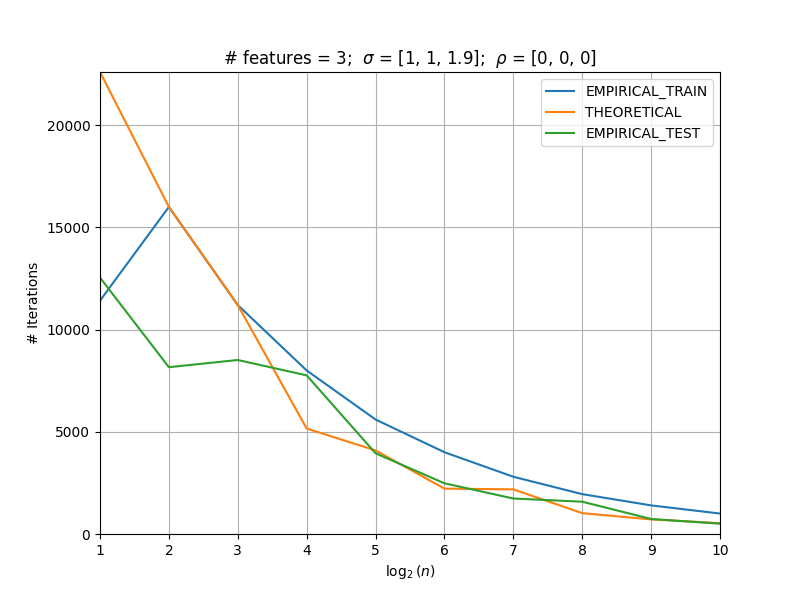 # features = 3; σ = [1, 1, 1.9]; ρ = [0, 0, 0]
EMPIRICAL_TRAIN
THEORETICAL
EMPIRICAL_TEST
20000
15000
10000
5000
0
# Iterations
1 2 3 4 5 6 7 8 9 10
log₂(n)